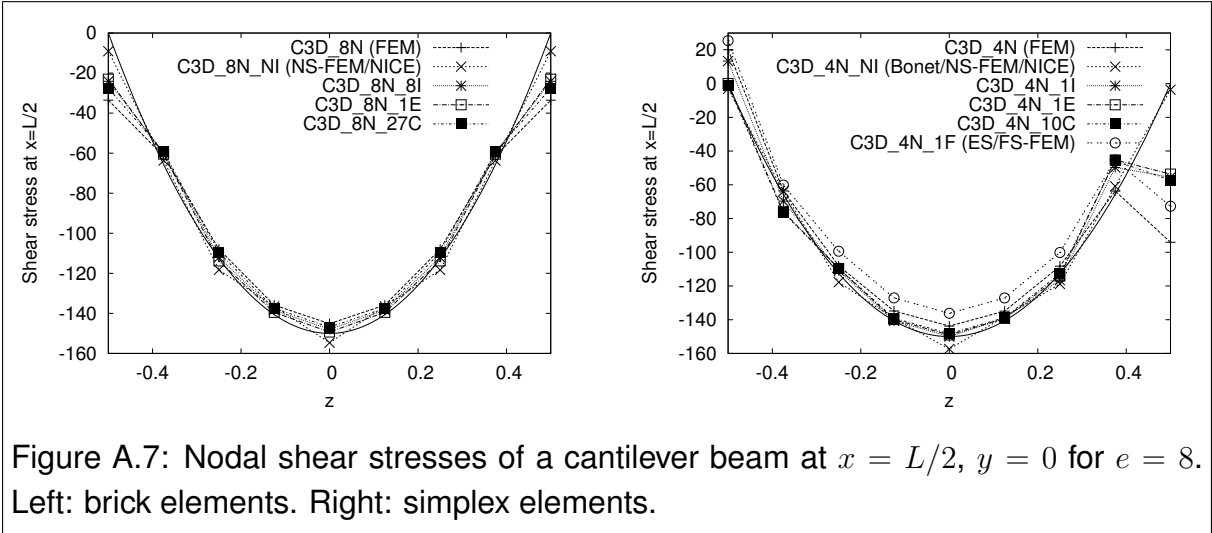 Shear stress at x=L/2
0
-20
-40
-60
-80
-100
-120
-140
-160
-0.4
-0.2
0
0.2
0.4
z
C3D_8N (FEM)
C3D_8N_NI (NS-FEM/NICE)
C3D_8N_8I
C3D_8N_1E
C3D_8N_27C
Shear stress at x=L/2
20
0
-20
-40
-60
-80
-100
-120
-140
-160
-0.4
-0.2
0
0.2
0.4
z
C3D_4N (FEM)
C3D_4N_NI (Bonet/NS-FEM/NICE)
C3D_4N_1I
C3D_4N_1E
C3D_4N_10C
C3D_4N_1F (ES/FS-FEM)
Figure A.7: Nodal shear stresses of a cantilever beam at x = L/2, y = 0 for e = 8.
Left: brick elements. Right: simplex elements.